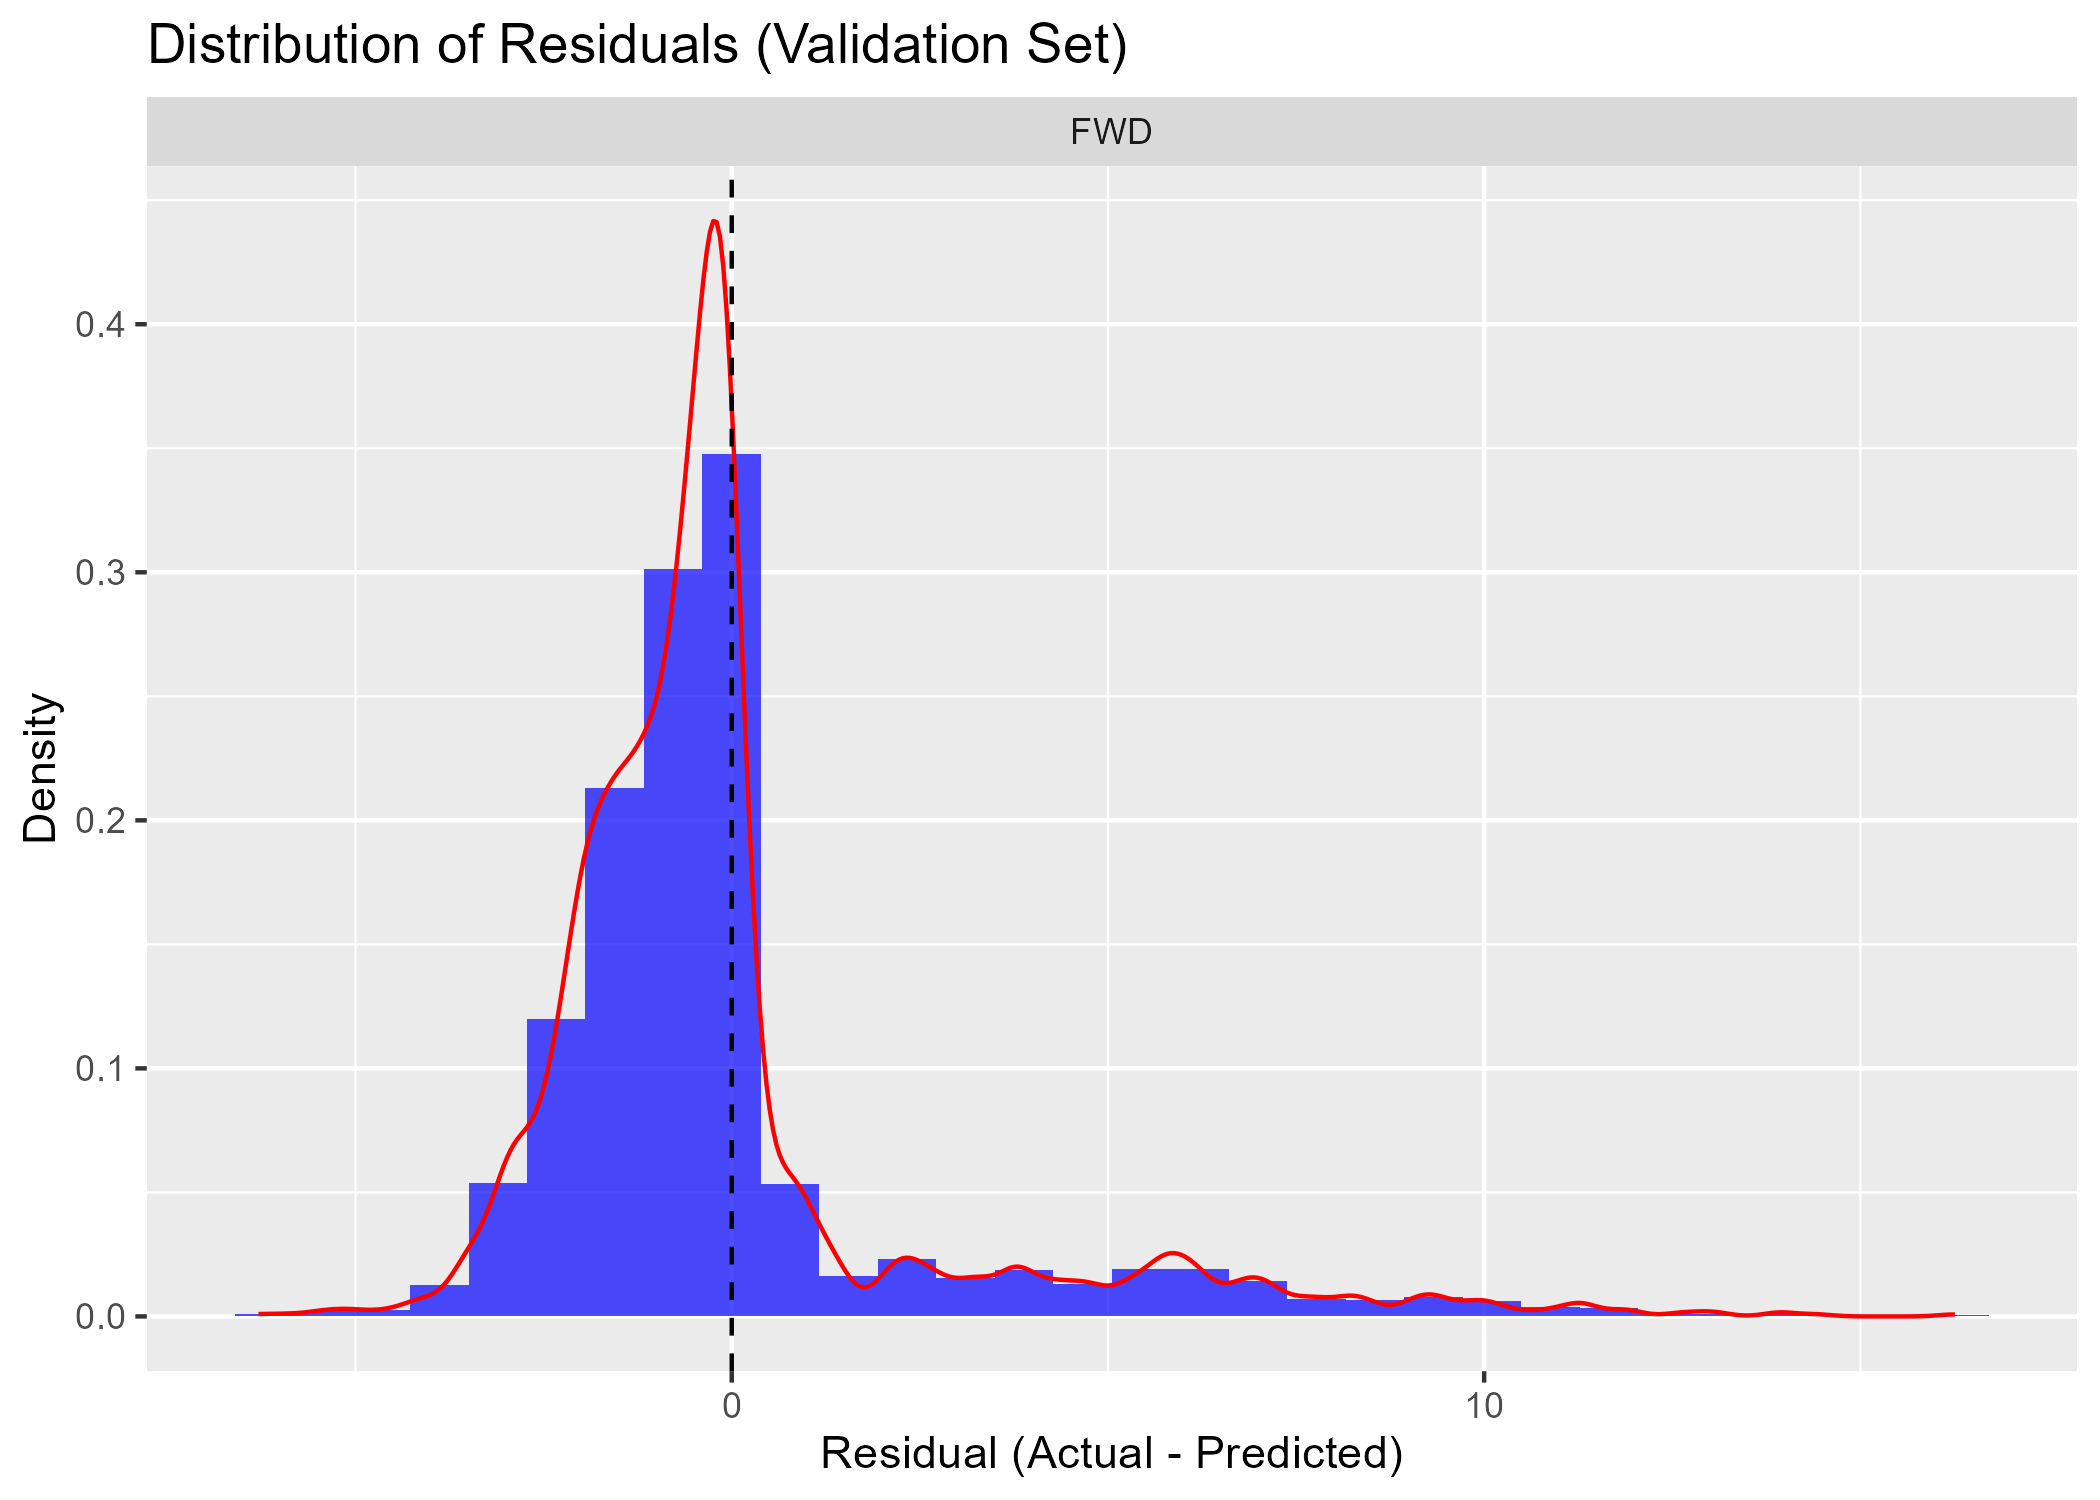 Distribution of Residuals (Validation Set)
FWD
Density
0.4
0.3
0.2
0.1
0.0
0 10
Residual (Actual - Predicted)